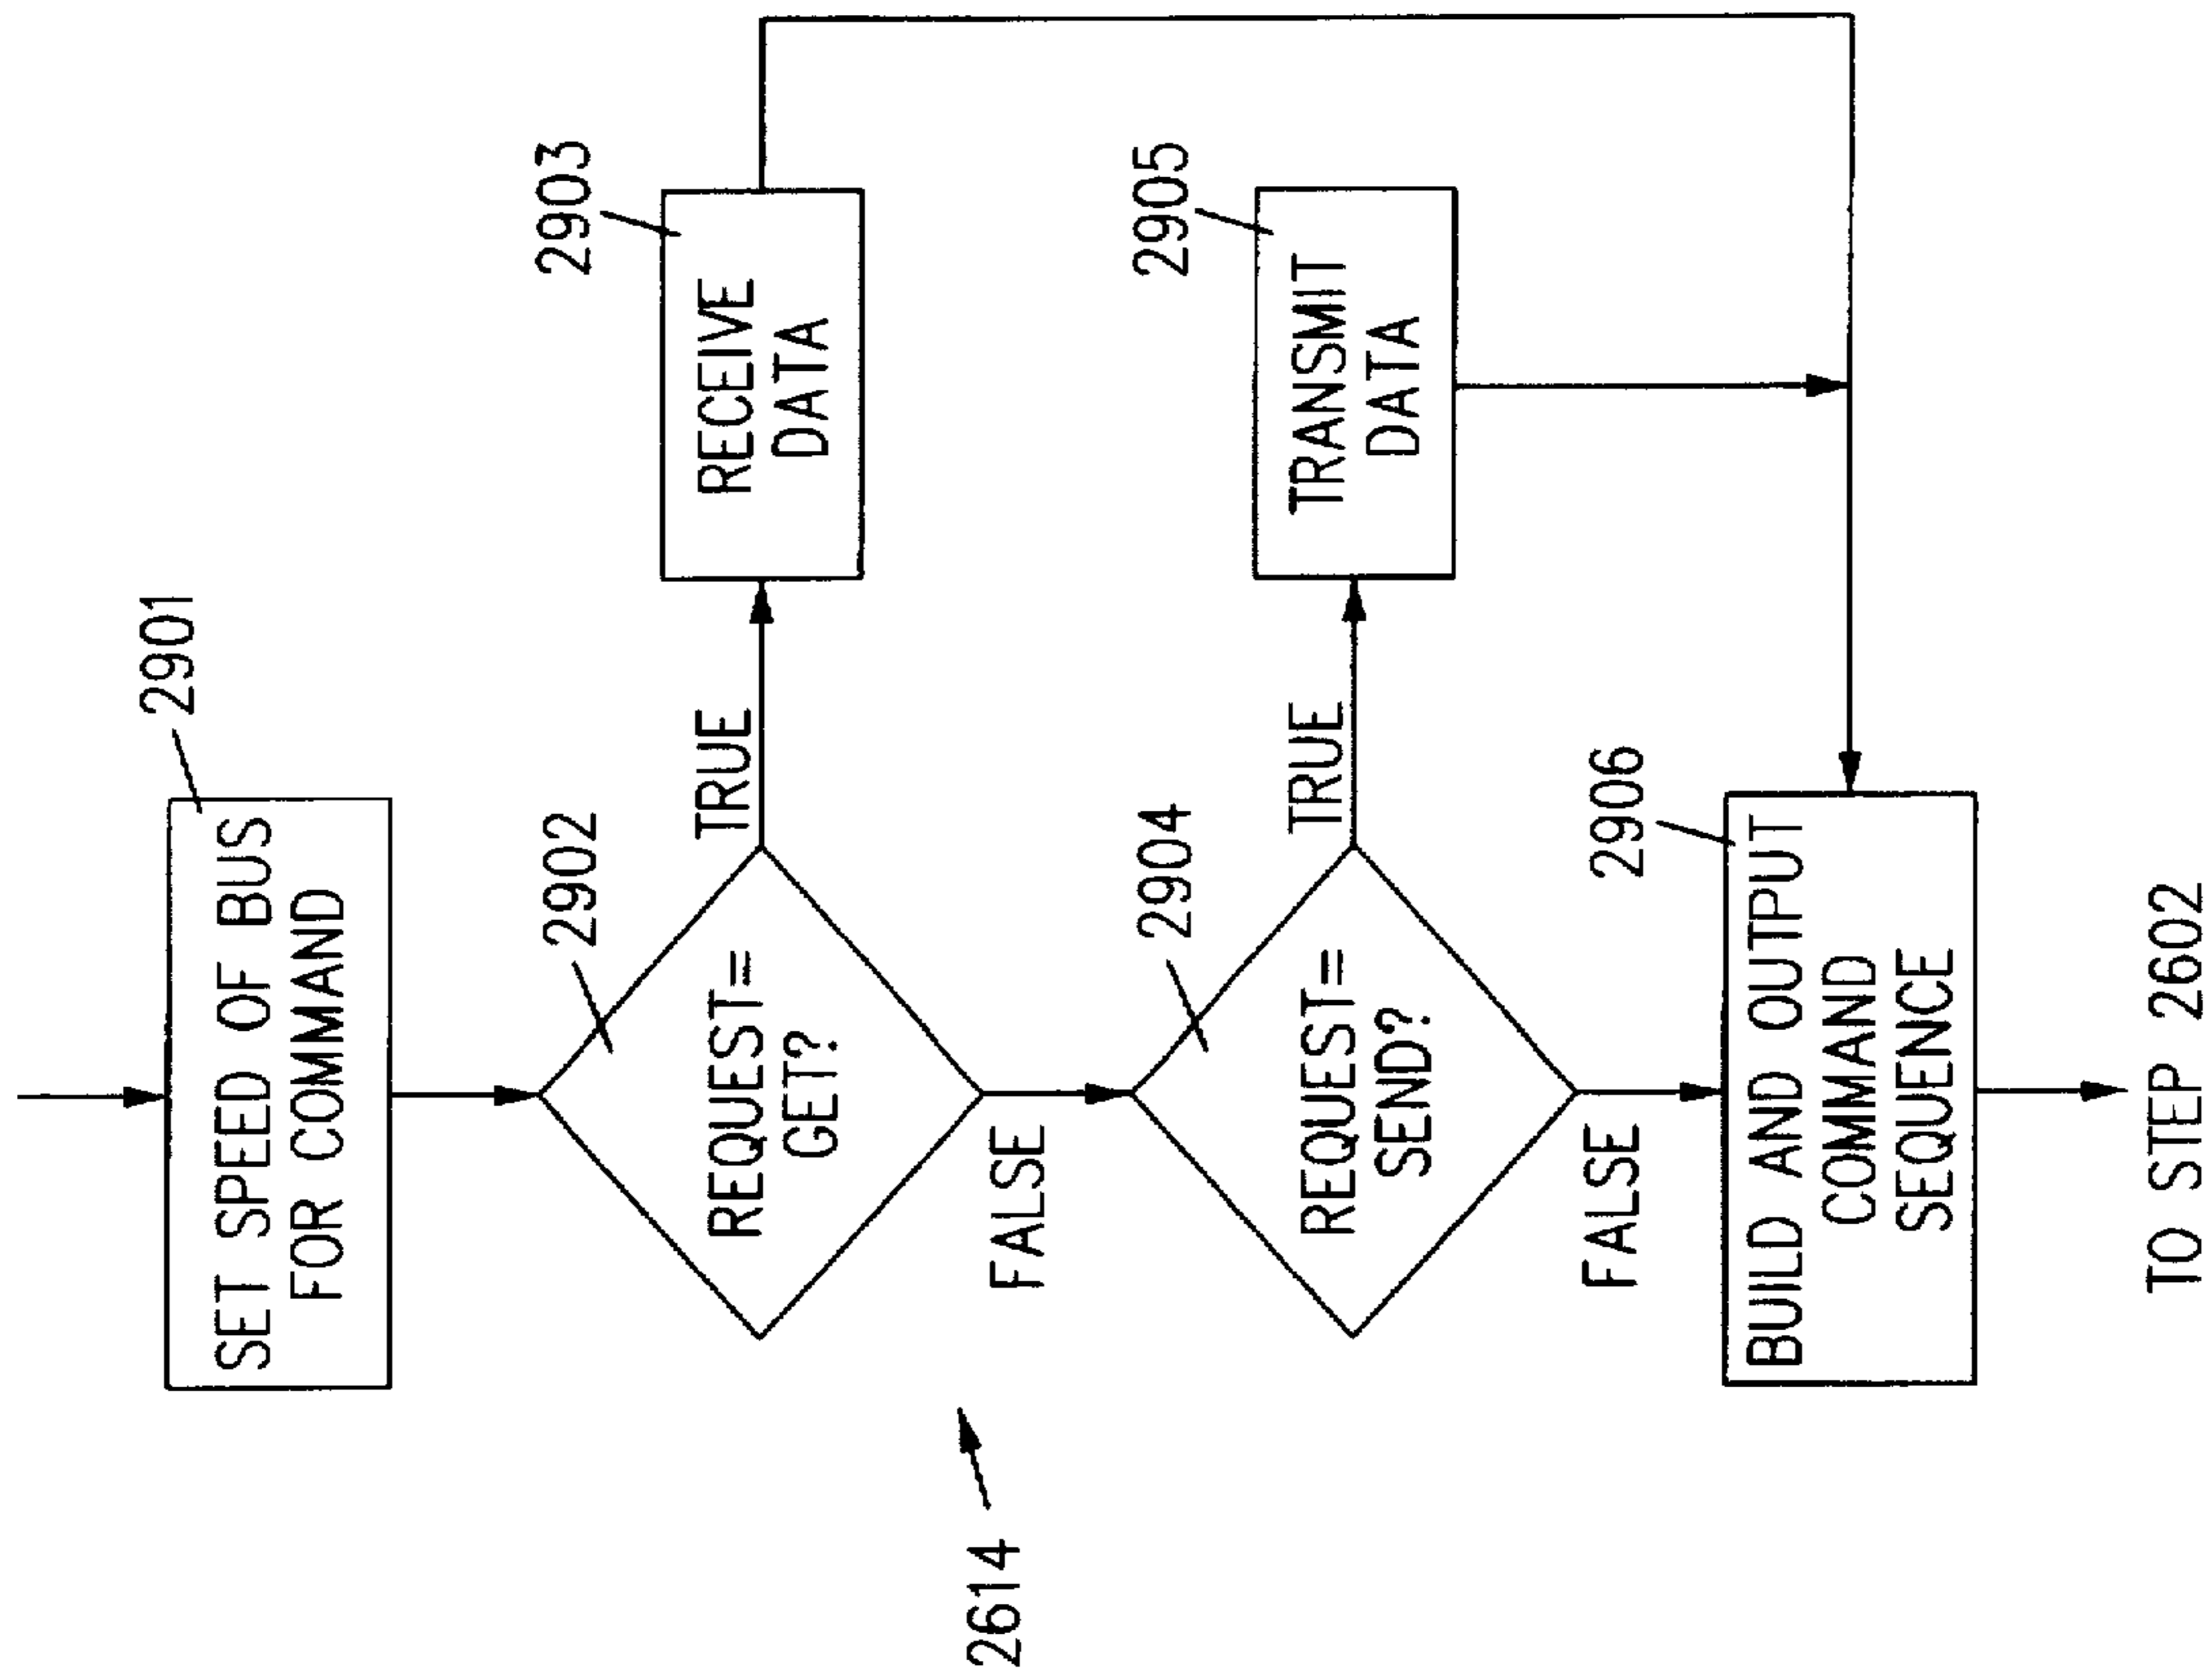 2901
SET SPEED OF BUS
FOR COMMAND
2902
REQUEST=
GET?
TRUE
2903
RECEIVE
DATA
FALSE
2614
2904
REQUEST=
SEND?
TRUE
2905
TRANSMIT
DATA
FALSE
2906
BUILD AND OUTPUT
COMMAND
SEQUENCE
TO STEP 2602